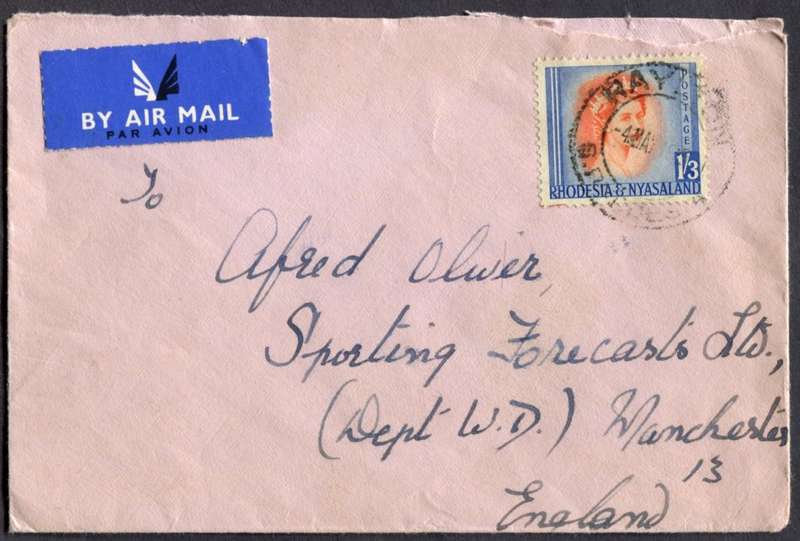 BY AIR MAIL
PAR AVION
POSTAGE
1/3
RHODESIA & NYASALAND
To
Afred Oliver,
Sporting Forecasts Ltd.,
(Dept W.D.) Manchester
13
England